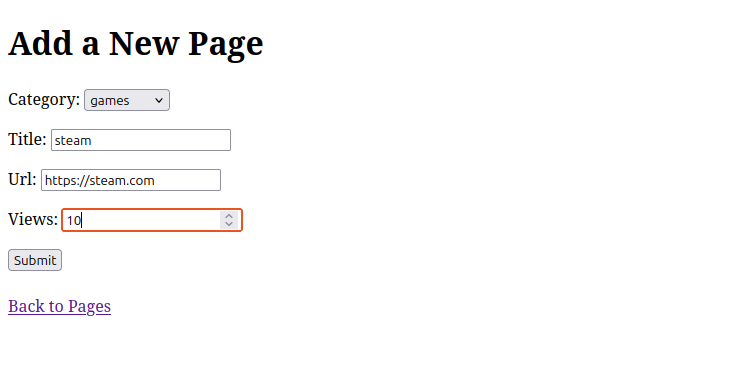 Add a New Page
Category: games
Title: steam
Url: https://steam.com
Views: 10
Submit
Back to Pages